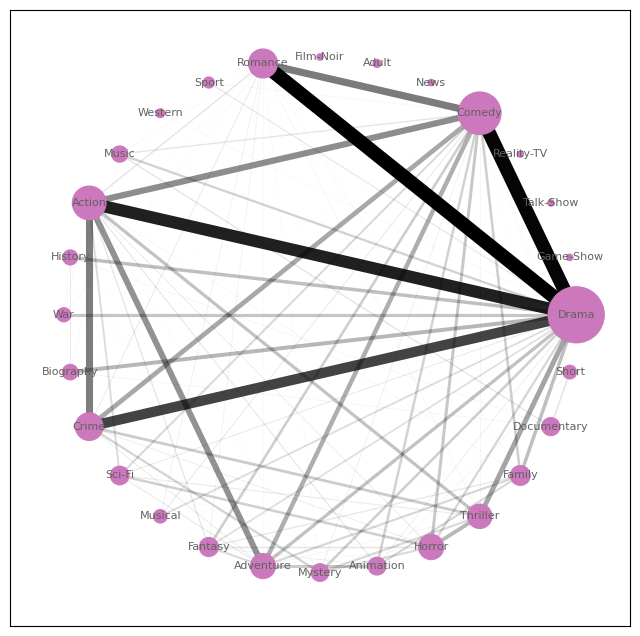 Film-Noir
Romance
Adult
Sport
News
Western
Comedy
Music
Reality-TV
Action
Talk-Show
History
Game-Show
War
Drama
Biography
Short
Crime
Documentary
Sci-Fi
Family
Musical
Thriller
Fantasy
Horror
Adventure
Animation
Mystery